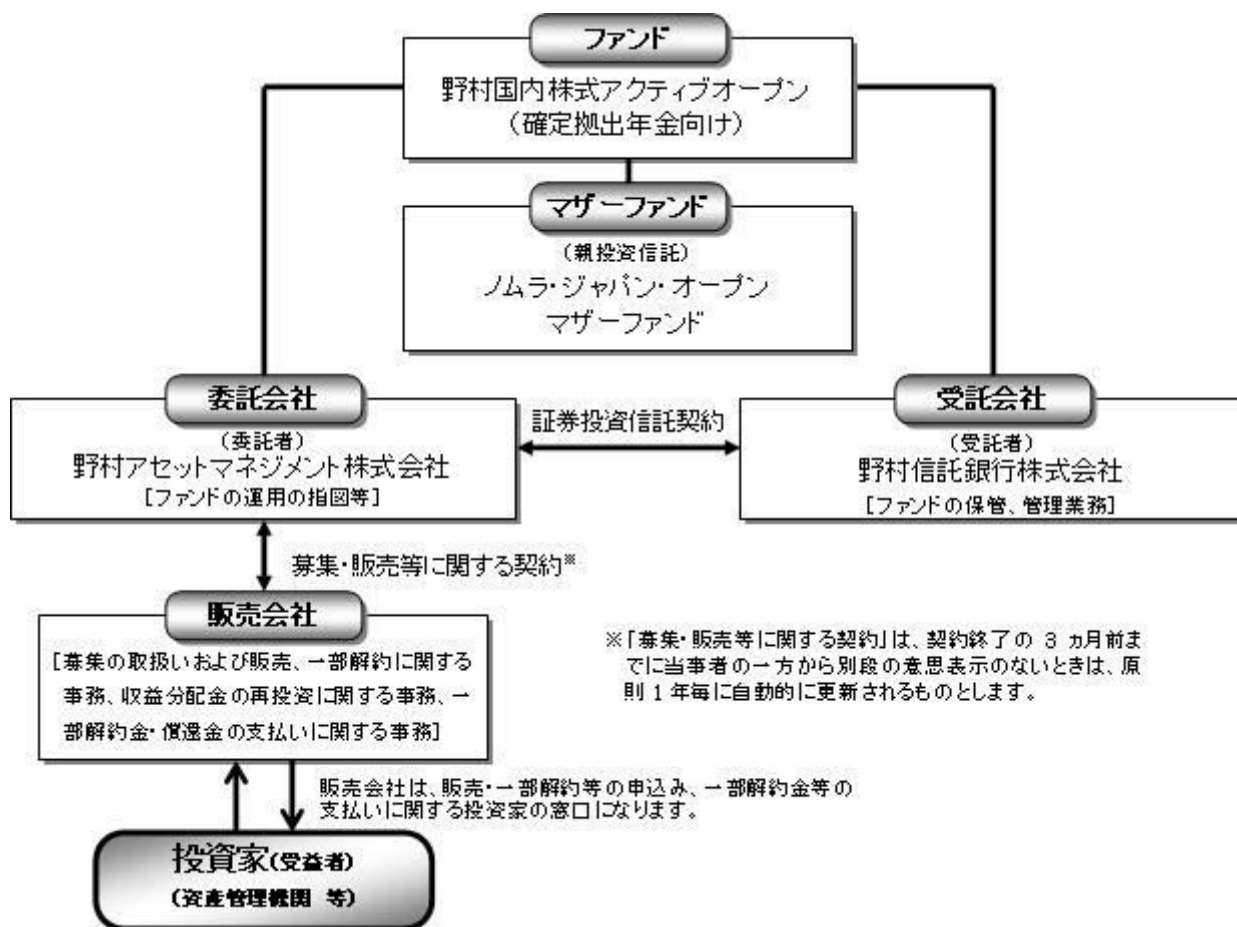 ファンド
野村国内株式アクティブオープン
（確定拠出年金向け）
マザーファンド
（親投資信託）
ノムラ・ジャパン・オープン
マザーファンド
委託会社
（委託者）
野村アセットマネジメント株式会社
［ファンドの運用の指図等］
証券投資信託契約
受託会社
（受託者）
野村信託銀行株式会社
［ファンドの保管、管理業務］
募集・販売等に関する契約※
販売会社
［募集の取扱いおよび販売、一部解約に関する
事務、収益分配金の再投資に関する事務、一
部解約金・償還金の支払いに関する事務］
※「募集・販売等に関する契約」は、契約終了の 3 ヵ月前ま
でに当事者の一方から別段の意思表示のないときは、原
則 1 年毎に自動的に更新されるものとします。
販売会社は、販売・一部解約等の申込み、一部解約金等の
支払いに関する投資家の窓口になります。
投資家（受益者）
（資産管理機関 等）